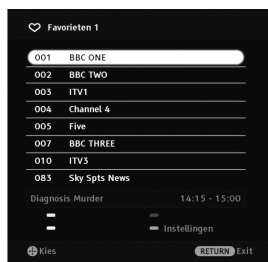 Favorieten 1
001 BBC ONE
002 BBC TWO
003 ITV1
004 Channel 4
005 Five
007 BBC THREE
010 ITV3
083 Sky Spts News
Diagnosis Murder 14:15 - 15:00
Instellingen
Kies RETURN Exit